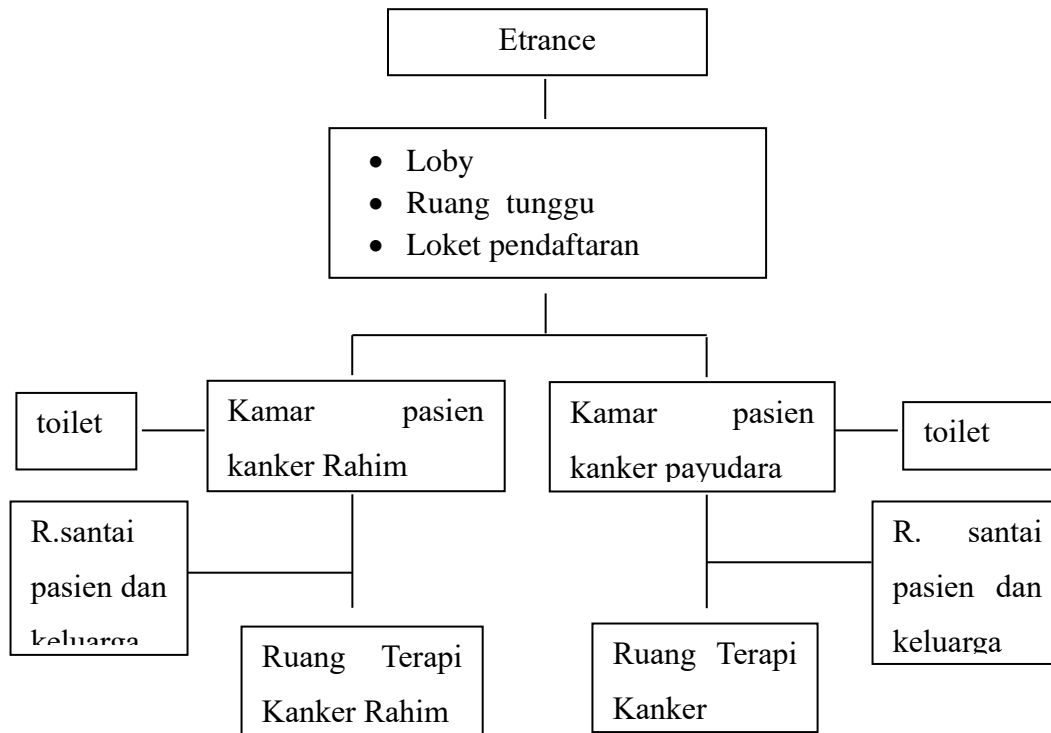 Etrance
• Loby
• Ruang tunggu
• Loket pendaftaran
toilet
Kamar pasien
kanker Rahim
Kamar pasien
kanker payudara
toilet
R.santai
pasien dan
keluarga
R. santai
pasien dan
keluarga
Ruang Terapi
Kanker Rahim
Ruang Terapi
Kanker